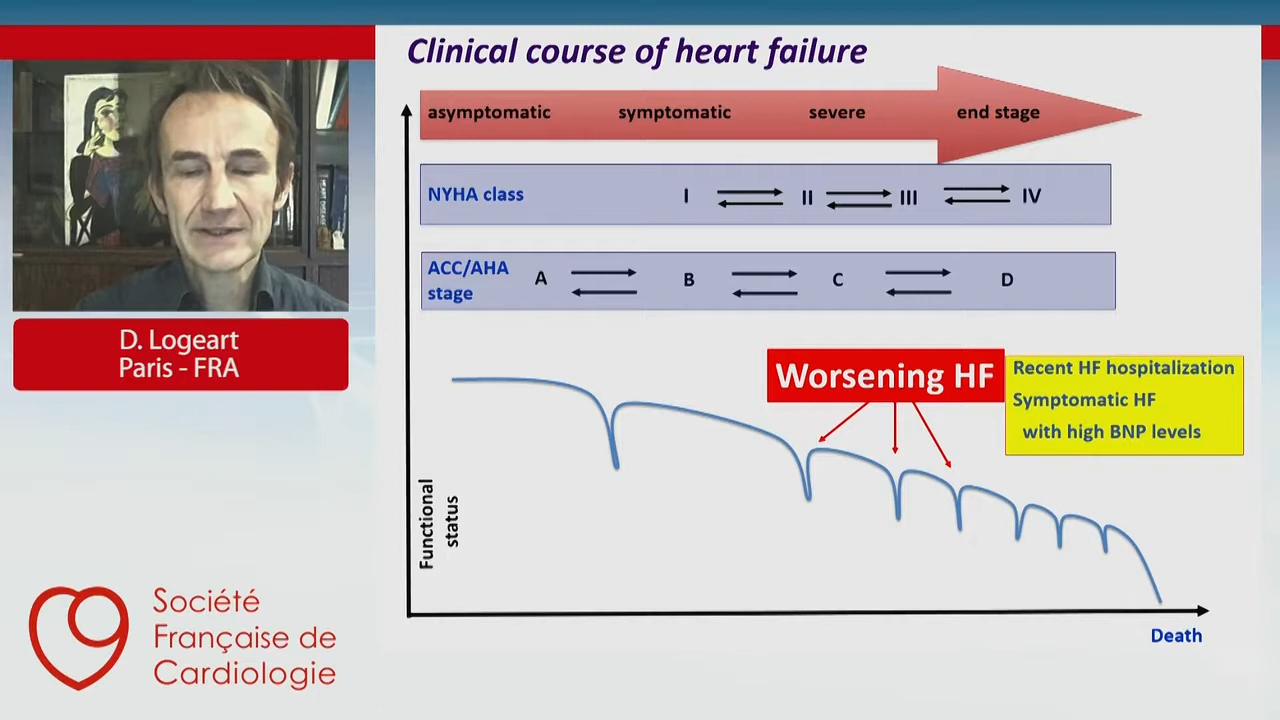 Clinical course of heart failure
asymptomatic symptomatic severe end stage
NYHA class I II III IV
ACC/AHA
stage
A B C D
Worsening HF
Recent HF hospitalization
Symptomatic HF
with high BNP levels
Functional
status
Death
D. Logeart
Paris - FRA
Société
Française de
Cardiologie